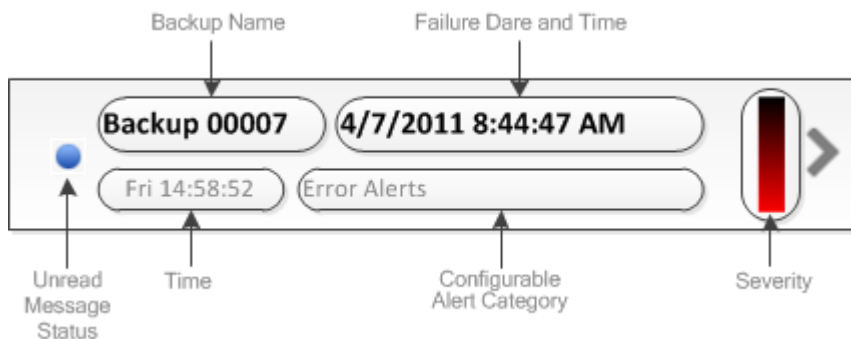 Backup Name
Failure Dare and Time
Backup 00007
4/7/2011 8:44:47 AM
Fri 14:58:52
Error Alerts
Unread
Message
Status
Time
Configurable
Alert Category
Severity